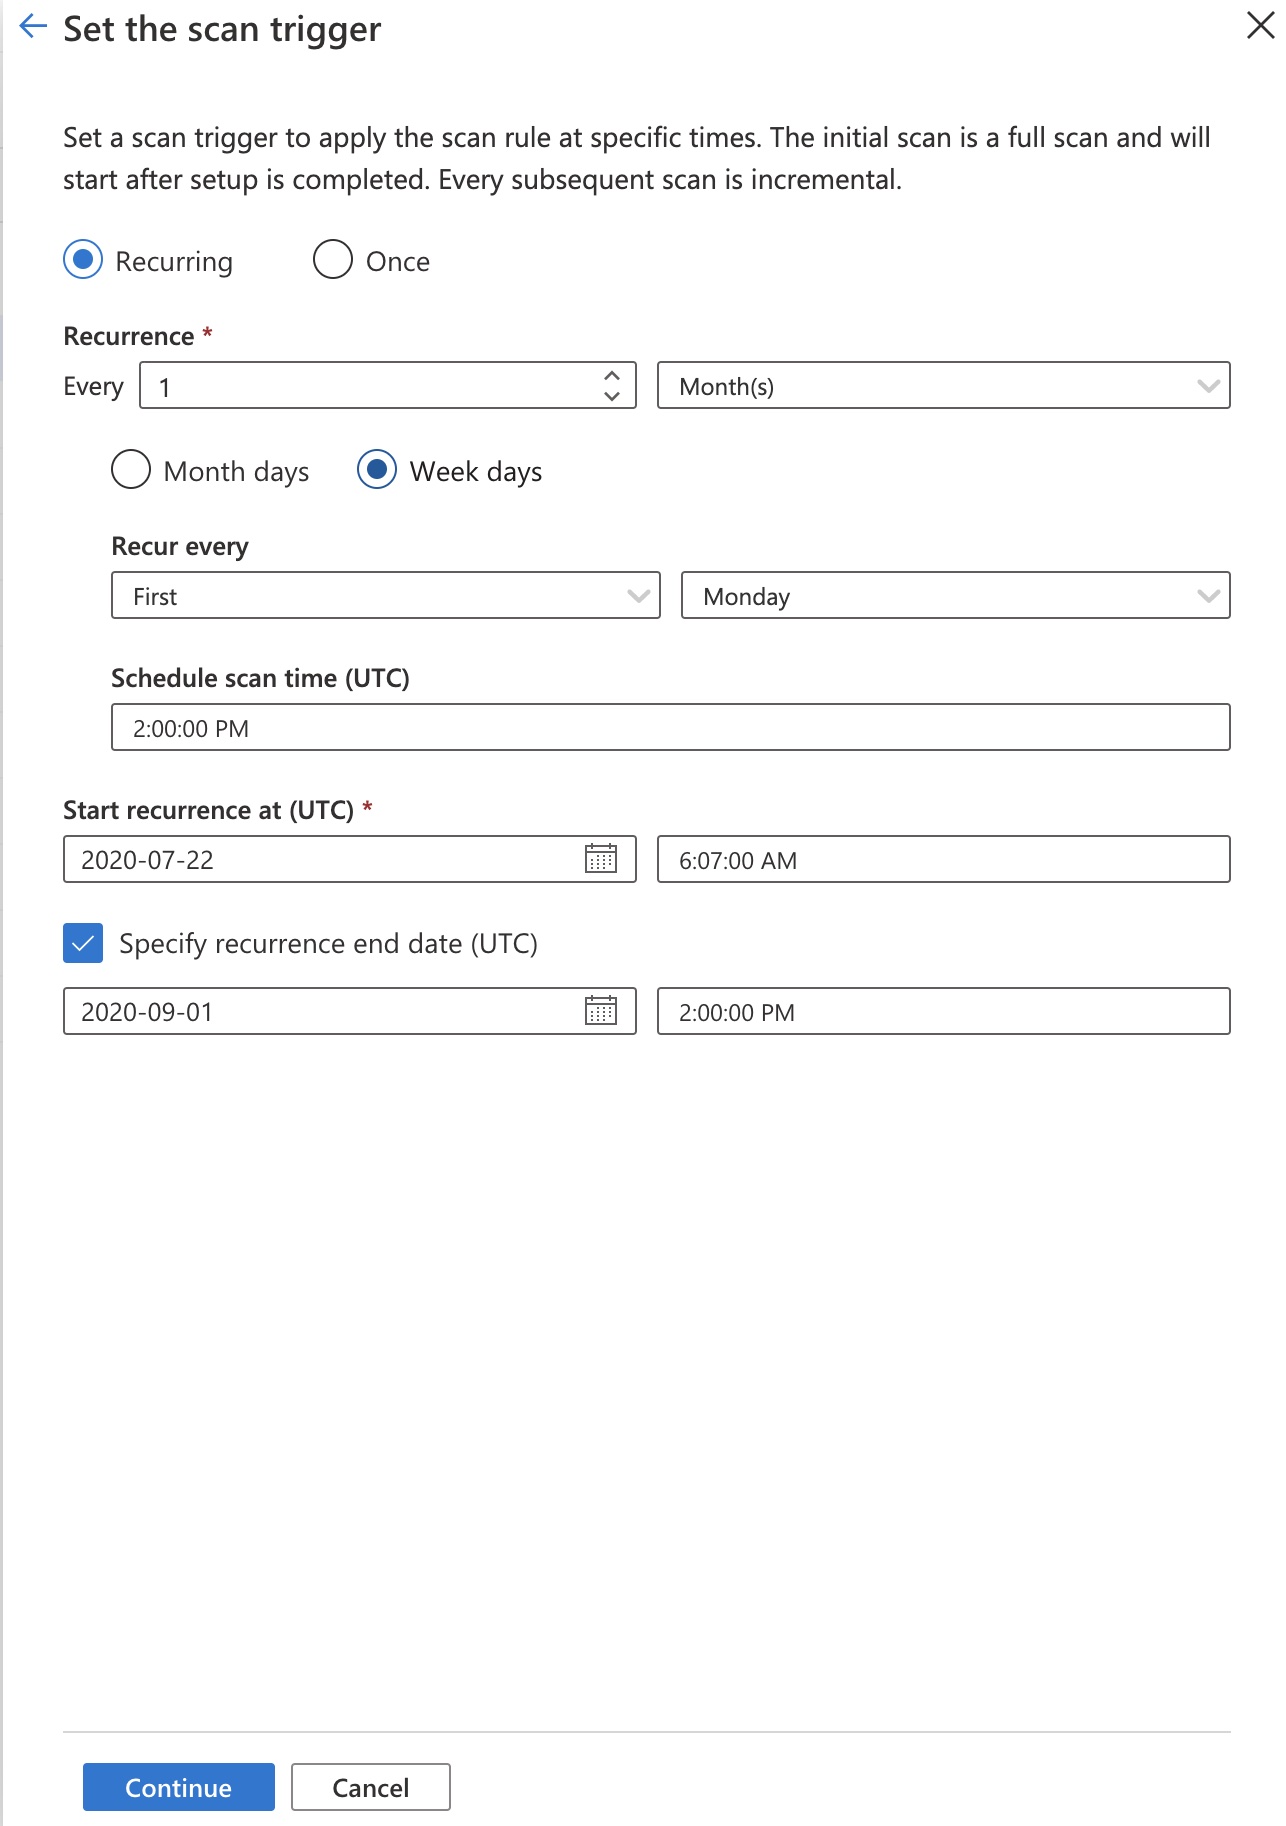 Set the scan trigger
Set a scan trigger to apply the scan rule at specific times. The initial scan is a full scan and will
start after setup is completed. Every subsequent scan is incremental.
Recurring Once
Recurrence *
Every 1 Month(s)
Month days Week days
Recur every
First Monday
Schedule scan time (UTC)
2:00:00 PM
Start recurrence at (UTC) *
2020-07-22 6:07:00 AM
Specify recurrence end date (UTC)
2020-09-01 2:00:00 PM
Continue Cancel